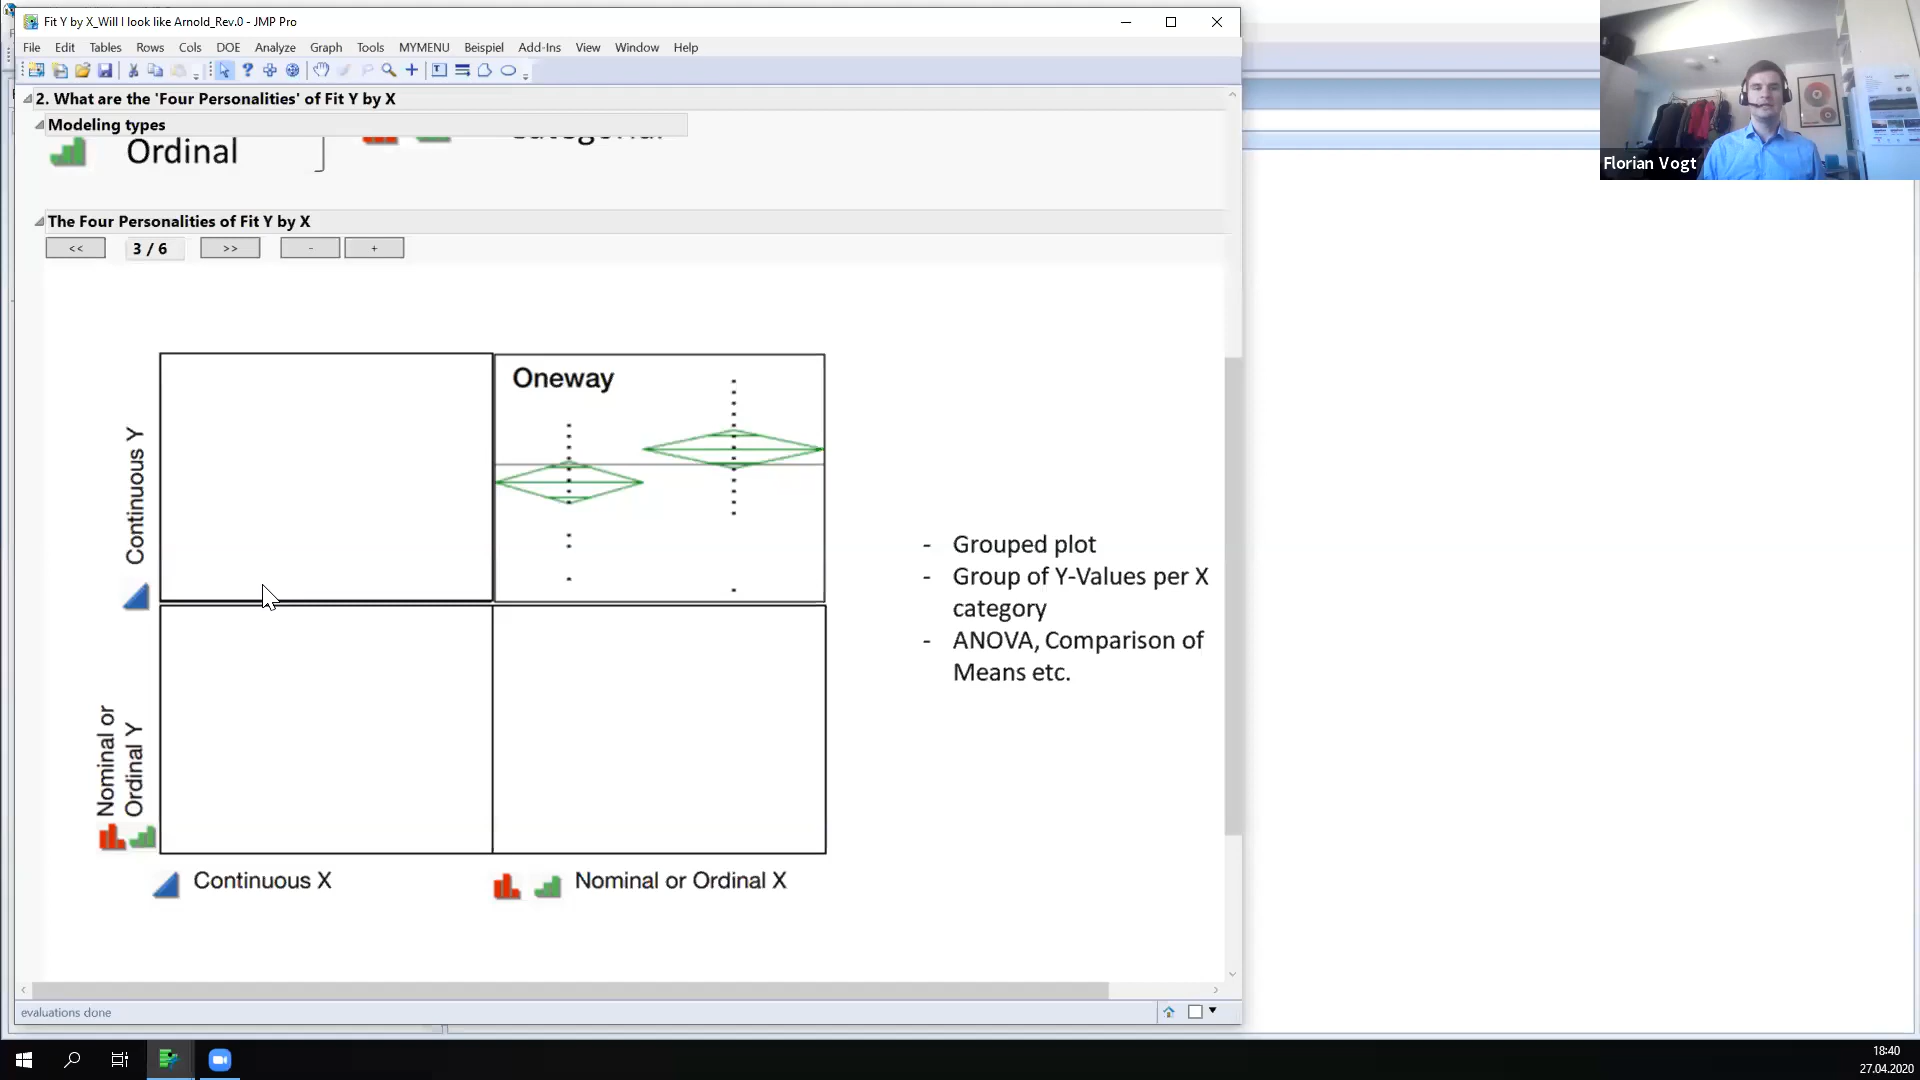 Fit Y by X_Will I look like Arnold_Rev.0 - JMP Pro
File Edit Tables Rows Cols DOE Analyze Graph Tools MYMENU Beispiel Add-Ins View Window Help
2. What are the 'Four Personalities' of Fit Y by X
Modeling types
Ordinal
The Four Personalities of Fit Y by X
<< 3 / 6 >> - +
Oneway
Continuous Y
Nominal or
Ordinal Y
Continuous X
Nominal or Ordinal X
- Grouped plot
- Group of Y-Values per X
category
- ANOVA, Comparison of
Means etc.
evaluations done
Florian Vogt
18:40
27.04.2020